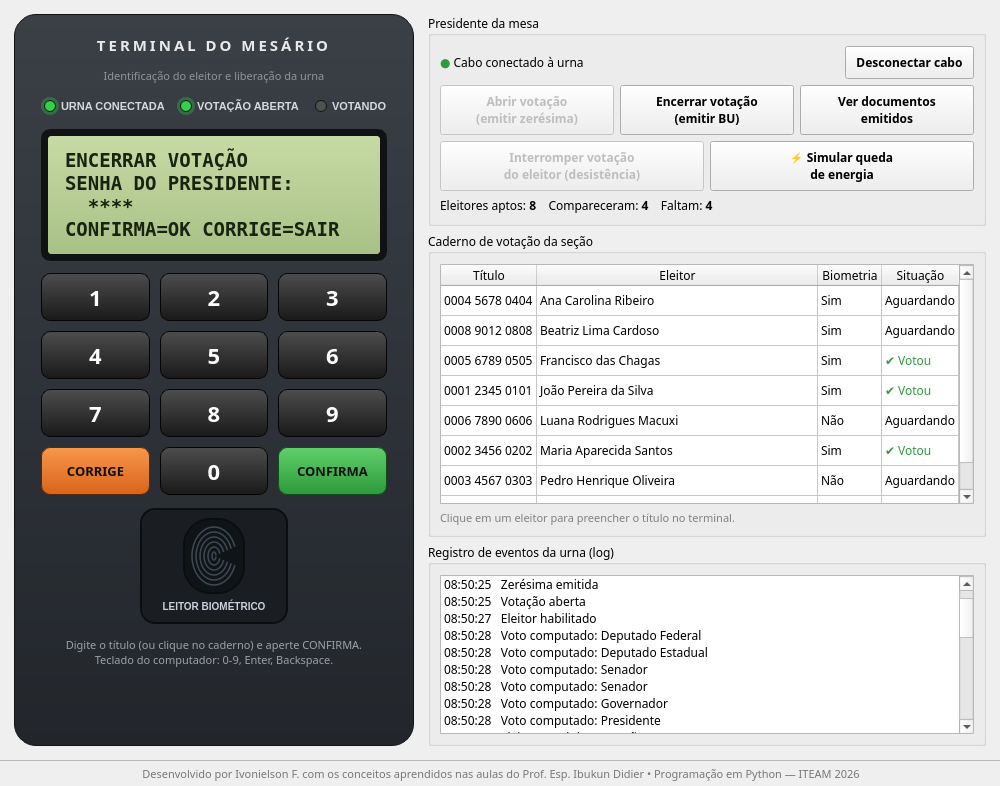 TERMINAL DO MESÁRIO
Identificação do eleitor e liberação da urna
URNA CONECTADA VOTAÇÃO ABERTA VOTANDO
ENCERRAR VOTAÇÃO
SENHA DO PRESIDENTE:
****
CONFIRMA=OK CORRIGE=SAIR
1 2 3
4 5 6
7 8 9
CORRIGE 0 CONFIRMA
LEITOR BIOMÉTRICO
Digite o título (ou clique no caderno) e aperte CONFIRMA.
Teclado do computador: 0-9, Enter, Backspace.
Presidente da mesa
Cabo conectado à urna
Desconectar cabo
Abrir votação
(emitir zerésima)
Encerrar votação
(emitir BU)
Ver documentos
emitidos
Interromper votação
do eleitor (desistência)
⚡ Simular queda
de energia
Eleitores aptos: 8 Compareceram: 4 Faltam: 4
Caderno de votação da seção
Título Eleitor Biometria Situação
0004 5678 0404 Ana Carolina Ribeiro Sim Aguardando
0008 9012 0808 Beatriz Lima Cardoso Sim Aguardando
0005 6789 0505 Francisco das Chagas Sim ✔ Votou
0001 2345 0101 João Pereira da Silva Sim ✔ Votou
0006 7890 0606 Luana Rodrigues Macuxi Não Aguardando
0002 3456 0202 Maria Aparecida Santos Sim ✔ Votou
0003 4567 0303 Pedro Henrique Oliveira Não Aguardando
Clique em um eleitor para preencher o título no terminal.
Registro de eventos da urna (log)
08:50:25 Zerésima emitida
08:50:25 Votação aberta
08:50:27 Eleitor habilitado
08:50:28 Voto computado: Deputado Federal
08:50:28 Voto computado: Deputado Estadual
08:50:28 Voto computado: Senador
08:50:28 Voto computado: Senador
08:50:28 Voto computado: Governador
08:50:28 Voto computado: Presidente
Desenvolvido por Ivonielson F. com os conceitos aprendidos nas aulas do Prof. Esp. Ibukun Didier • Programação em Python — ITEAM 2026